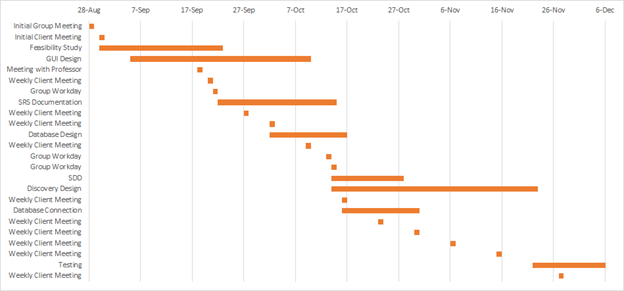 28-Aug 7-Sep 17-Sep 27-Sep 7-Oct 17-Oct 27-Oct 6-Nov 16-Nov 26-Nov 6-Dec
Initial Group Meeting
Initial Client Meeting
Feasibility Study
GUI Design
Meeting with Professor
Weekly Client Meeting
Group Workday
SRS Documentation
Weekly Client Meeting
Weekly Client Meeting
Database Design
Weekly Client Meeting
Group Workday
Group Workday
SDD
Discovery Design
Weekly Client Meeting
Database Connection
Weekly Client Meeting
Weekly Client Meeting
Weekly Client Meeting
Weekly Client Meeting
Testing
Weekly Client Meeting